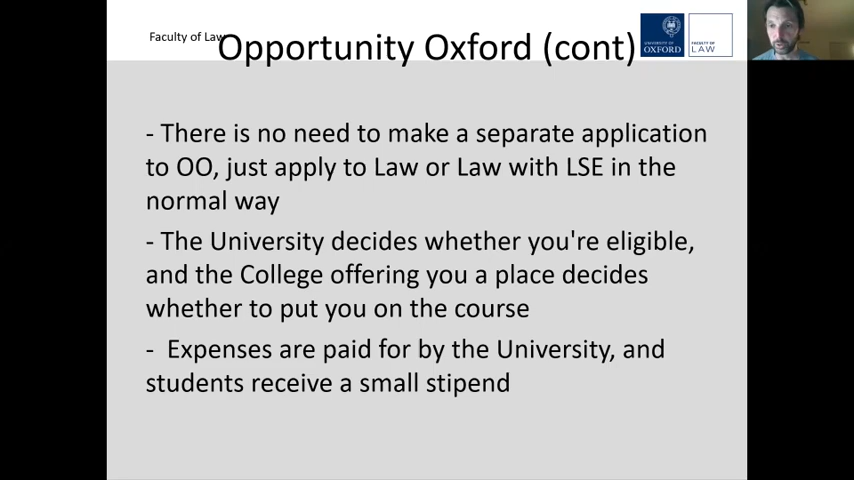 Faculty of Law
Opportunity Oxford (cont)
UNIVERSITY OF
OXFORD
FACULTY OF
LAW
- There is no need to make a separate application
to OO, just apply to Law or Law with LSE in the
normal way
- The University decides whether you're eligible,
and the College offering you a place decides
whether to put you on the course
- Expenses are paid for by the University, and
students receive a small stipend